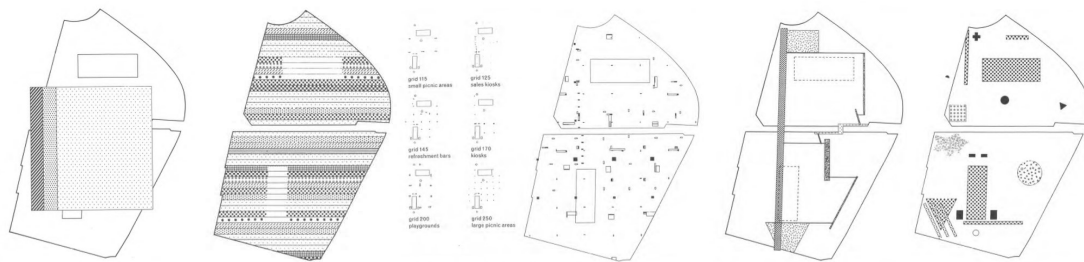 grid 115
small picnic areas
grid 125
sales kiosks
grid 145
refreshment bars
grid 170
kiosks
grid 200
playgrounds
grid 250
large picnic areas